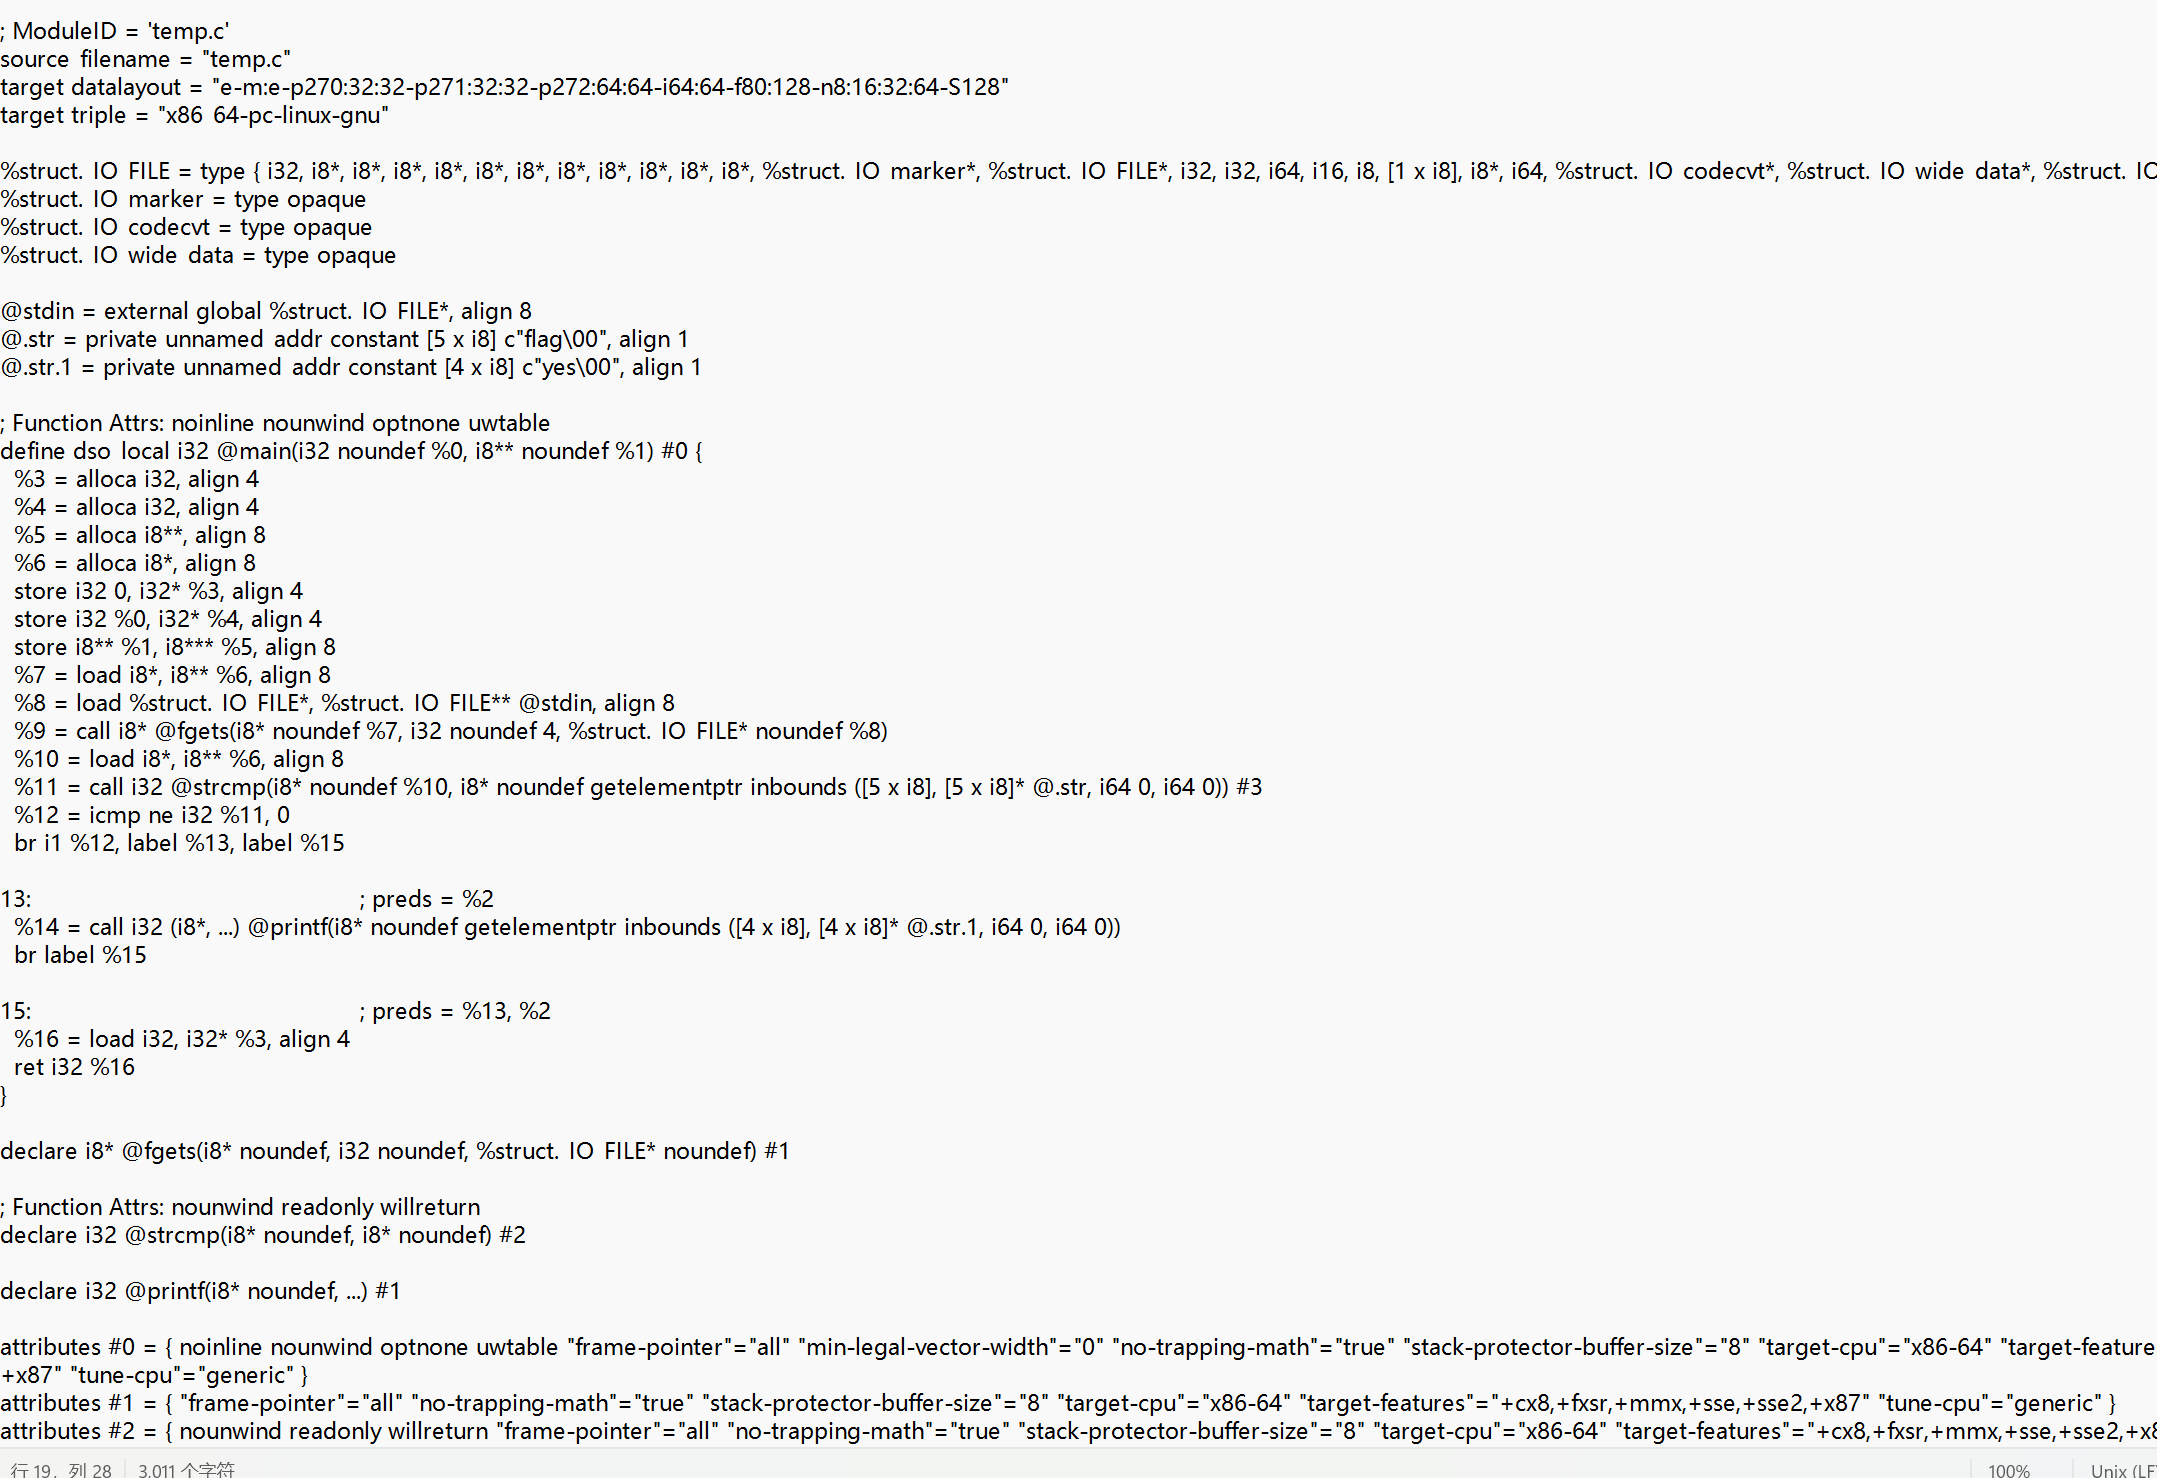 ; ModuleID = 'temp.c'
source filename = "temp.c"
target datalayout = "e-m:e-p270:32:32-p271:32:32-p272:64:64-i64:64-f80:128-n8:16:32:64-S128"
target triple = "x86 64-pc-linux-gnu"
%struct. IO FILE = type { i32, i8*, i8*, i8*, i8*, i8*, i8*, i8*, i8*, i8*, i8*, i8*, %struct. IO marker*, %struct. IO FILE*, i32, i32, i64, i16, i8, [1 x i8], i8*, i64, %struct. IO codecvt*, %struct. IO wide data*, %struct. IO
%struct. IO marker = type opaque
%struct. IO codecvt = type opaque
%struct. IO wide data = type opaque
@stdin = external global %struct. IO FILE*, align 8
@.str = private unnamed addr constant [5 x i8] c"flag\00", align 1
@.str.1 = private unnamed addr constant [4 x i8] c"yes\00", align 1
; Function Attrs: noinline nounwind optnone uwtable
define dso local i32 @main(i32 noundef %0, i8** noundef %1) #0 {
%3 = alloca i32, align 4
%4 = alloca i32, align 4
%5 = alloca i8**, align 8
%6 = alloca i8*, align 8
store i32 0, i32* %3, align 4
store i32 %0, i32* %4, align 4
store i8** %1, i8*** %5, align 8
%7 = load i8*, i8** %6, align 8
%8 = load %struct. IO FILE*, %struct. IO FILE** @stdin, align 8
%9 = call i8* @fgets(i8* noundef %7, i32 noundef 4, %struct. IO FILE* noundef %8)
%10 = load i8*, i8** %6, align 8
%11 = call i32 @strcmp(i8* noundef %10, i8* noundef getelementptr inbounds ([5 x i8], [5 x i8]* @.str, i64 0, i64 0)) #3
%12 = icmp ne i32 %11, 0
br i1 %12, label %13, label %15
13: ; preds = %2
%14 = call i32 (i8*, ...) @printf(i8* noundef getelementptr inbounds ([4 x i8], [4 x i8]* @.str.1, i64 0, i64 0))
br label %15
15: ; preds = %13, %2
%16 = load i32, i32* %3, align 4
ret i32 %16
}
declare i8* @fgets(i8* noundef, i32 noundef, %struct. IO FILE* noundef) #1
; Function Attrs: nounwind readonly willreturn
declare i32 @strcmp(i8* noundef, i8* noundef) #2
declare i32 @printf(i8* noundef, ...) #1
attributes #0 = { noinline nounwind optnone uwtable "frame-pointer"="all" "min-legal-vector-width"="0" "no-trapping-math"="true" "stack-protector-buffer-size"="8" "target-cpu"="x86-64" "target-feature
+x87" "tune-cpu"="generic" }
attributes #1 = { "frame-pointer"="all" "no-trapping-math"="true" "stack-protector-buffer-size"="8" "target-cpu"="x86-64" "target-features"="+cx8,+fxsr,+mmx,+sse,+sse2,+x87" "tune-cpu"="generic" }
attributes #2 = { nounwind readonly willreturn "frame-pointer"="all" "no-trapping-math"="true" "stack-protector-buffer-size"="8" "target-cpu"="x86-64" "target-features"="+cx8,+fxsr,+mmx,+sse,+sse2,+x8
行 19，列 28 3,011 个字符 100% Unix (LF